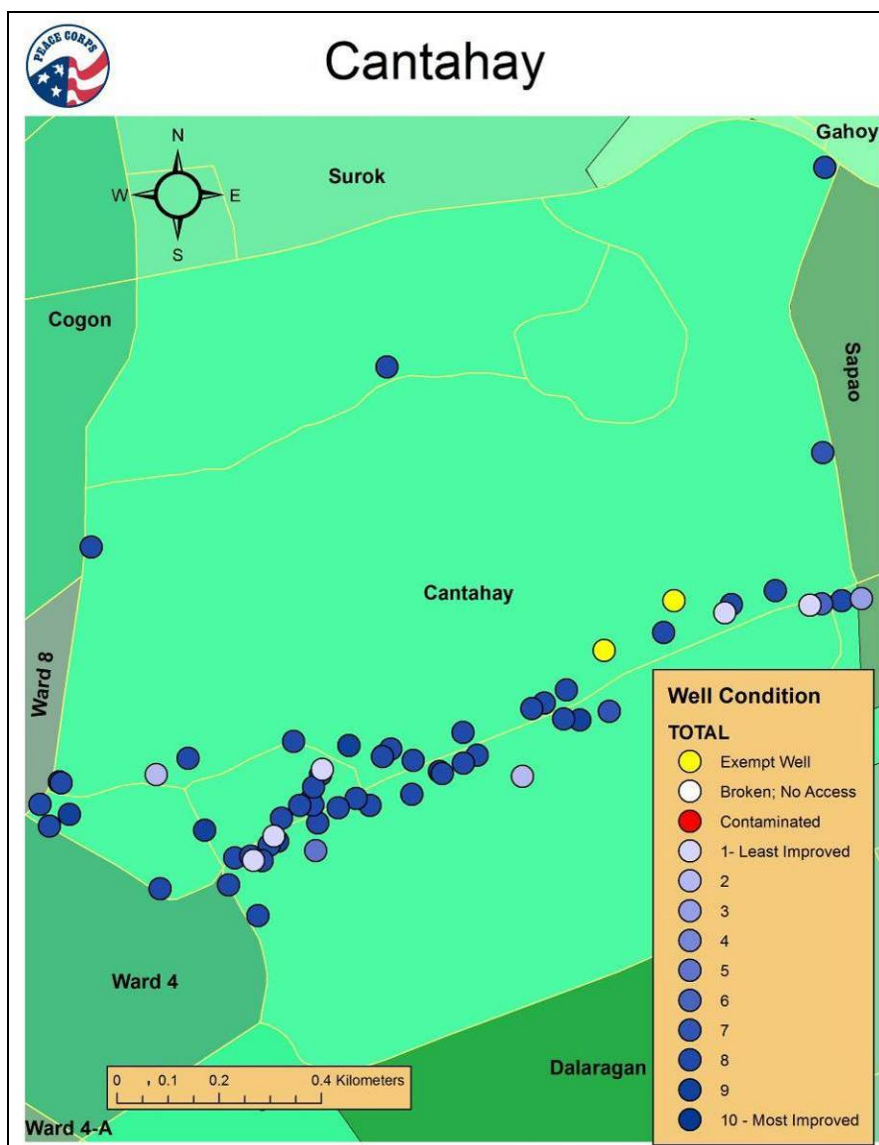 PEACE CORPS
Cantahay
N
W
E
S
Surok
Gahoy
Cogon
Sapao
Cantahay
Ward 8
Well Condition
TOTAL
Exempt Well
Broken; No Access
Contaminated
1- Least Improved
2
3
4
5
6
7
8
9
10 - Most Improved
Ward 4
Dalaragan
0 0.1 0.2 0.4 Kilometers
Ward 4-A